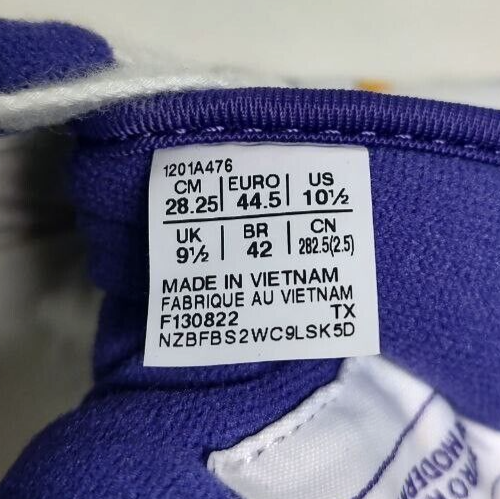 1201A476
CM | EURO | US
28.25 | 44.5 | 10½
UK | BR | CN
9½ | 42 | 282.5(2.5)
MADE IN VIETNAM
FABRIQUE AU VIETNAM
F130822 TX
NZBFBS2WC9LSK5D